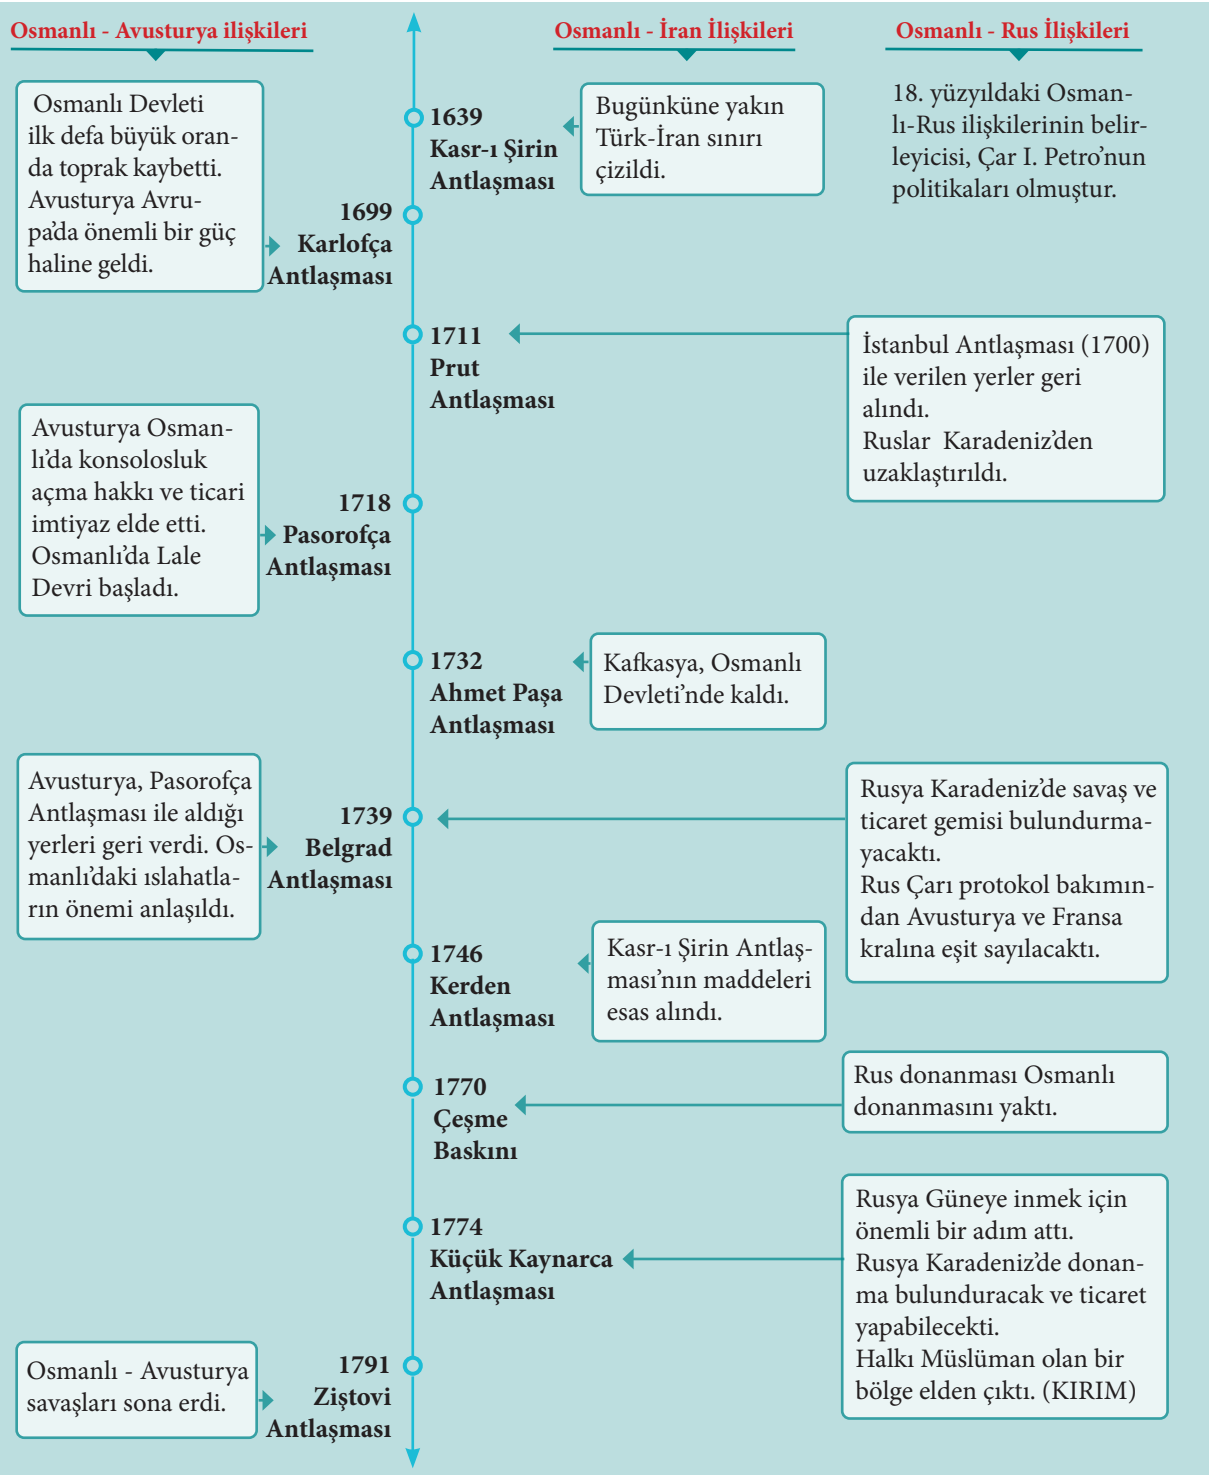 Osmanlı - Avusturya ilişkileri
Osmanlı - İran İlişkileri
Osmanlı - Rus İlişkileri
18. yüzyıldaki Osman-
lı-Rus ilişkilerinin belir-
leyicisi, Çar I. Petro’nun
politikaları olmuştur.
1639
Kasr-ı Şirin
Antlaşması
Bugünküne yakın
Türk-İran sınırı
çizildi.
Osmanlı Devleti
ilk defa büyük oran-
da toprak kaybetti.
Avusturya Avru-
pa’da önemli bir güç
haline geldi.
1699
Karlofça
Antlaşması
1711
Prut
Antlaşması
İstanbul Antlaşması (1700)
ile verilen yerler geri
alındı.
Ruslar Karadeniz’den
uzaklaştırıldı.
Avusturya Osman-
lı’da konsolosluk
açma hakkı ve ticari
imtiyaz elde etti.
Osmanlı’da Lale
Devri başladı.
1718
Pasorofça
Antlaşması
1732
Ahmet Paşa
Antlaşması
Kafkasya, Osmanlı
Devleti’nde kaldı.
Avusturya, Pasorofça
Antlaşması ile aldığı
yerleri geri verdi. Os-
manlı’daki ıslahatla-
rın önemi anlaşıldı.
1739
Belgrad
Antlaşması
Rusya Karadeniz’de savaş ve
ticaret gemisi bulundurma-
yacaktı.
Rus Çarı protokol bakımın-
dan Avusturya ve Fransa
kralına eşit sayılacaktı.
1746
Kerden
Antlaşması
Kasr-ı Şirin Antlaş-
ması’nın maddeleri
esas alındı.
1770
Çeşme
Baskını
Rus donanması Osmanlı
donanmasını yaktı.
1774
Küçük Kaynarca
Antlaşması
Rusya Güneye inmek için
önemli bir adım attı.
Rusya Karadeniz’de donan-
ma bulunduracak ve ticaret
yapabilecekti.
Halkı Müslüman olan bir
bölge elden çıktı. (KIRIM)
Osmanlı - Avusturya
savaşları sona erdi.
1791
Ziştovi
Antlaşması